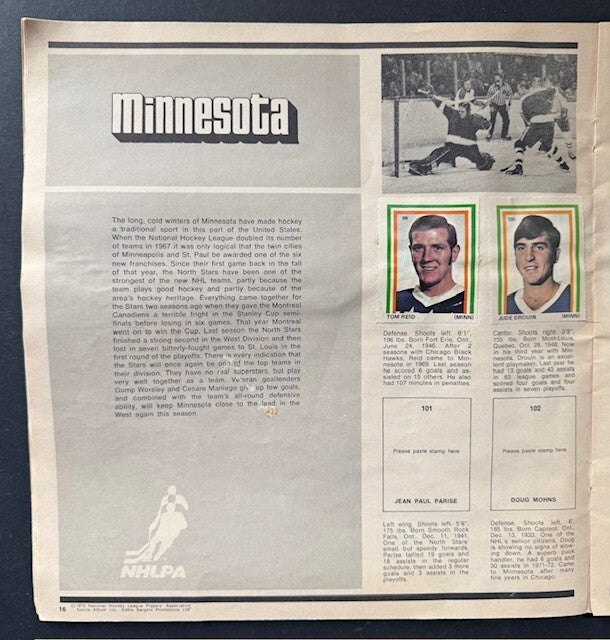 Minnesota
The long, cold winters of Minnesota have made hockey
a traditional sport in this part of the United States.
When the National Hockey League doubled its number
of teams in 1967 it was only logical that the twin cities
of Minneapolis and St. Paul be awarded one of the six
new franchises. Since their first game back in the fall
of that year, the North Stars have been one of the
strongest of the new NHL teams, partly because the
team plays good hockey and partly because of the
area's hockey heritage. Everything came together for
the Stars two seasons ago when they gave the Montreal
Canadiens a terrible fright in the Stanley Cup semi-
finals before losing in six games. That year Montreal
went on to win the Cup. Last season the North Stars
finished a strong second in the West Division and then
lost in seven bitterly-fought games to St. Louis in the
first round of the playoffs. There is every indication that
the Stars will once again be one of the top teams in
their division. They have no real superstars, but play
very well together as a team. Veteran goaltenders
Gump Worsley and Cesare Maniago give up few goals,
and combined with the team's all-round defensive
ability, will keep Minnesota close to the lead in the
West again this season.
NHLPA
16
©1972 National Hockey League Players' Association
Sports Album Inc., Eddie Sargent Promotions Ltd.
99
TOM REID (MINN)
Defense. Shoots left. 6'1",
196 lbs. Born Fort Erie, Ont.,
June 24, 1946. After 2
seasons with Chicago Black
Hawks, Reid came to Min-
nesota in 1969. Last season
he scored 6 goals and as-
sisted on 15 others. He also
had 107 minutes in penalties.
100
JUDE DROUIN (MINN)
Center. Shoots right. 5'9",
155 lbs. Born Mont-Louis,
Quebec, Oct. 28, 1948. Now
in his third year with Min-
nesota, Drouin is an excel-
lent playmaker. Last year he
had 13 goals and 43 assists
in 63 league games and
scored four goals and four
assists in seven playoffs.
101
Please paste stamp here
JEAN PAUL PARISE
Left wing. Shoots left. 5'9",
175 lbs. Born Smooth Rock
Falls, Ont., Dec. 11, 1941.
One of the North Stars
small but speedy forwards,
Parise tallied 19 goals and
18 assists in the regular
schedule, then added 3 more
goals and 3 assists in the
playoffs.
102
Please paste stamp here
DOUG MOHNS
Defense. Shoots left. 6',
185 lbs. Born Capreol, Ont.,
Dec. 13, 1933. One of the
NHL's senior citizens, Doug
is showing no signs of slow-
ing down. A superb puck
handler, he had 6 goals and
30 assists in 1971-72. Came
to Minnesota after many
fine years in Chicago.